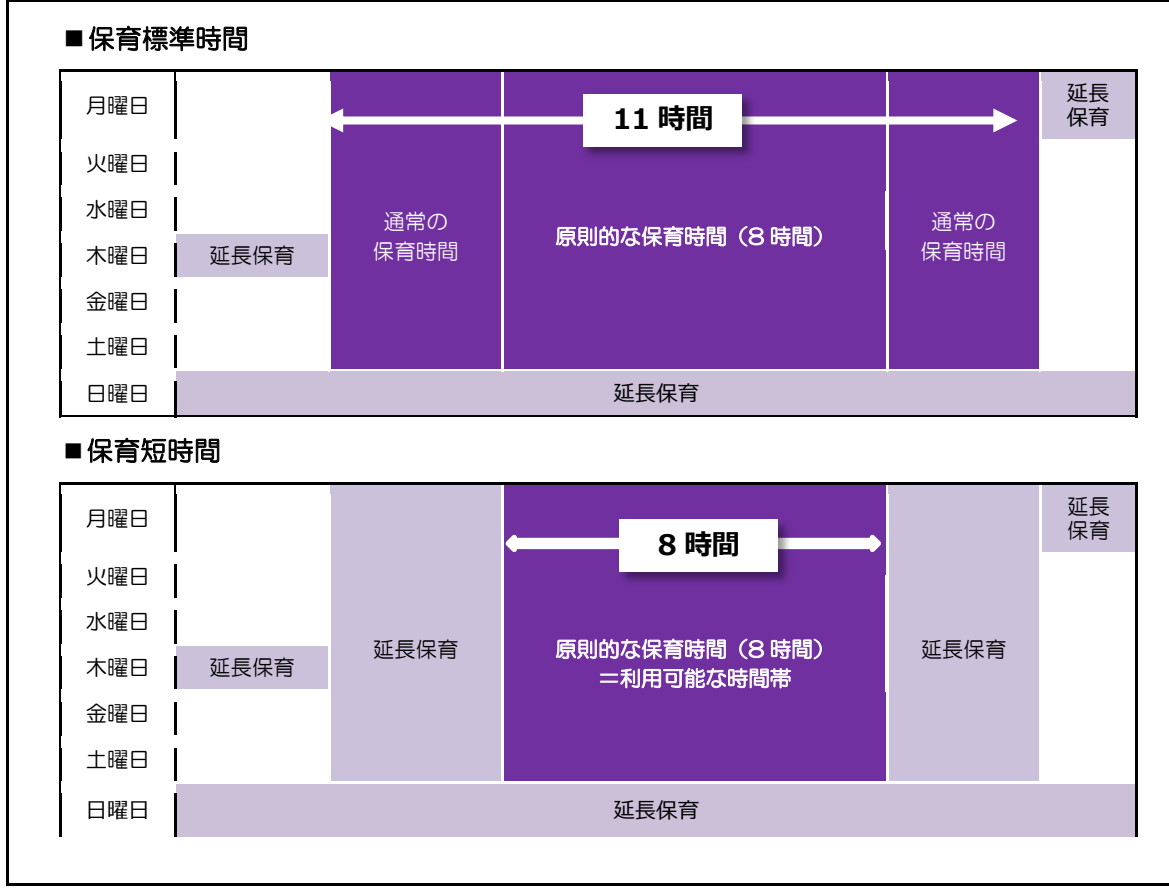 ■保育標準時間
月曜日
延長
保育
11 時間
火曜日
水曜日
通常の
保育時間
原則的な保育時間（8 時間）
通常の
保育時間
木曜日
延長保育
金曜日
土曜日
日曜日
延長保育
■保育短時間
月曜日
延長
保育
8 時間
火曜日
水曜日
延長保育
原則的な保育時間（8 時間）
＝利用可能な時間帯
延長保育
木曜日
延長保育
金曜日
土曜日
日曜日
延長保育